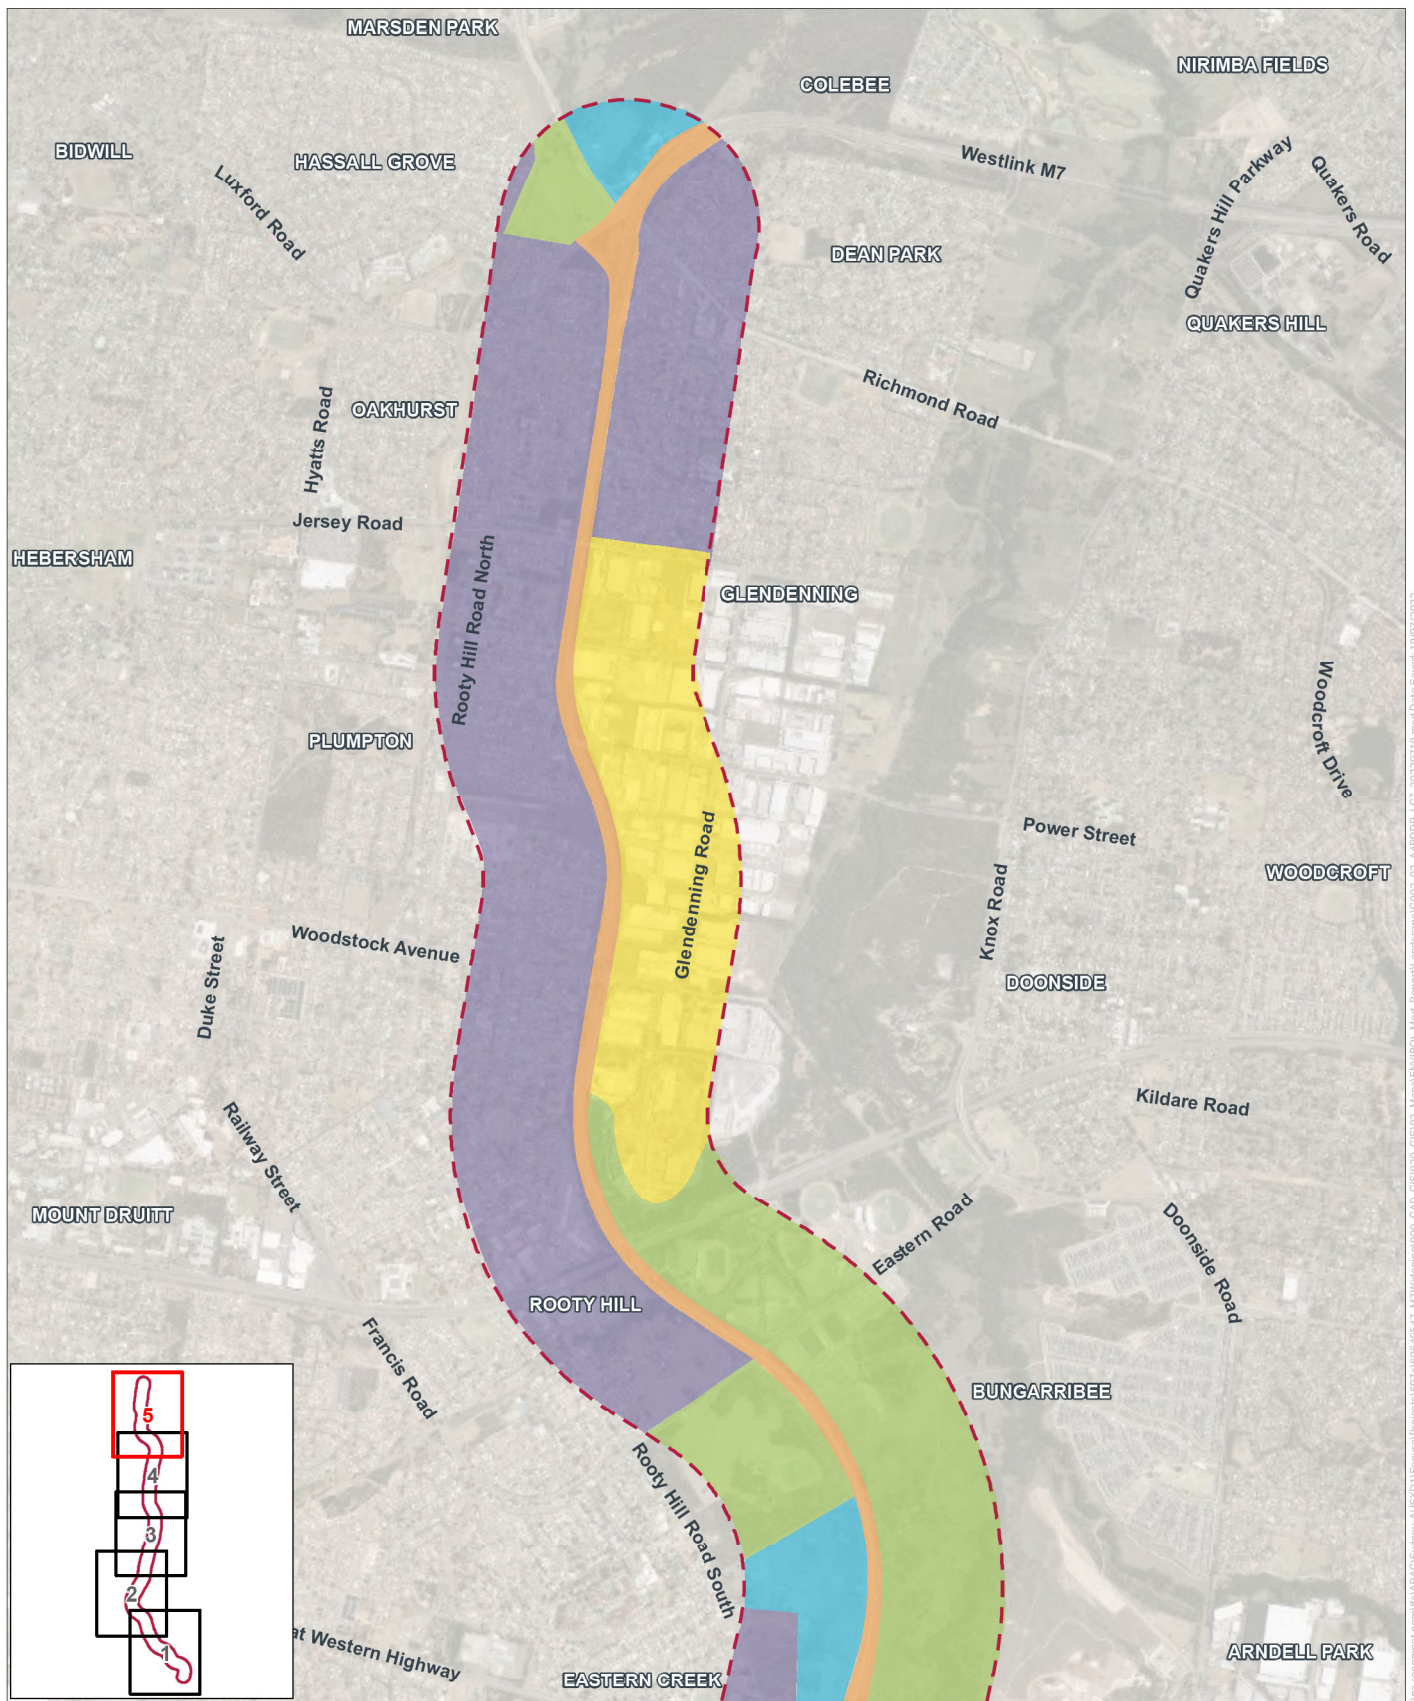 MARSDEN PARK
NIRIMBA FIELDS
COLEBEE
BIDWILL
HASSALL GROVE
Westlink M7
Quakers Hill Parkway
Quakers Road
Luxford Road
DEAN PARK
QUAKERS HILL
Richmond Road
OAKHURST
Hyatts Road
Jersey Road
HEBERSHAM
GLENDENNING
Rooty Hill Road North
Woodcroft Drive
PLUMPTON
Power Street
Glendenning Road
WOODCROFT
Knox Road
Woodstock Avenue
Duke Street
DOONSIDE
Kildare Road
Railway Street
MOUNT DRUITT
Eastern Road
Doonside Road
ROOTY HILL
Francis Road
BUNGARRIBEE
Rooty Hill Road South
5
4
3
2
1
at Western Highway
EASTERN CREEK
ARNDELL PARK